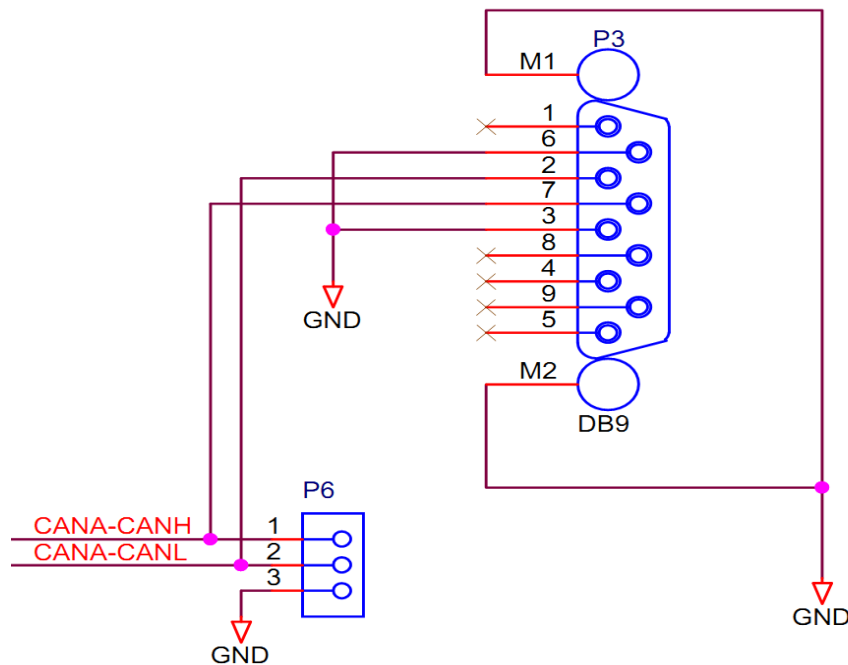 P3
M1
1
6
2
7
3
8
4
9
5
GND
M2
DB9
P6
CANA-CANH 1
CANA-CANL 2
3
GND
GND